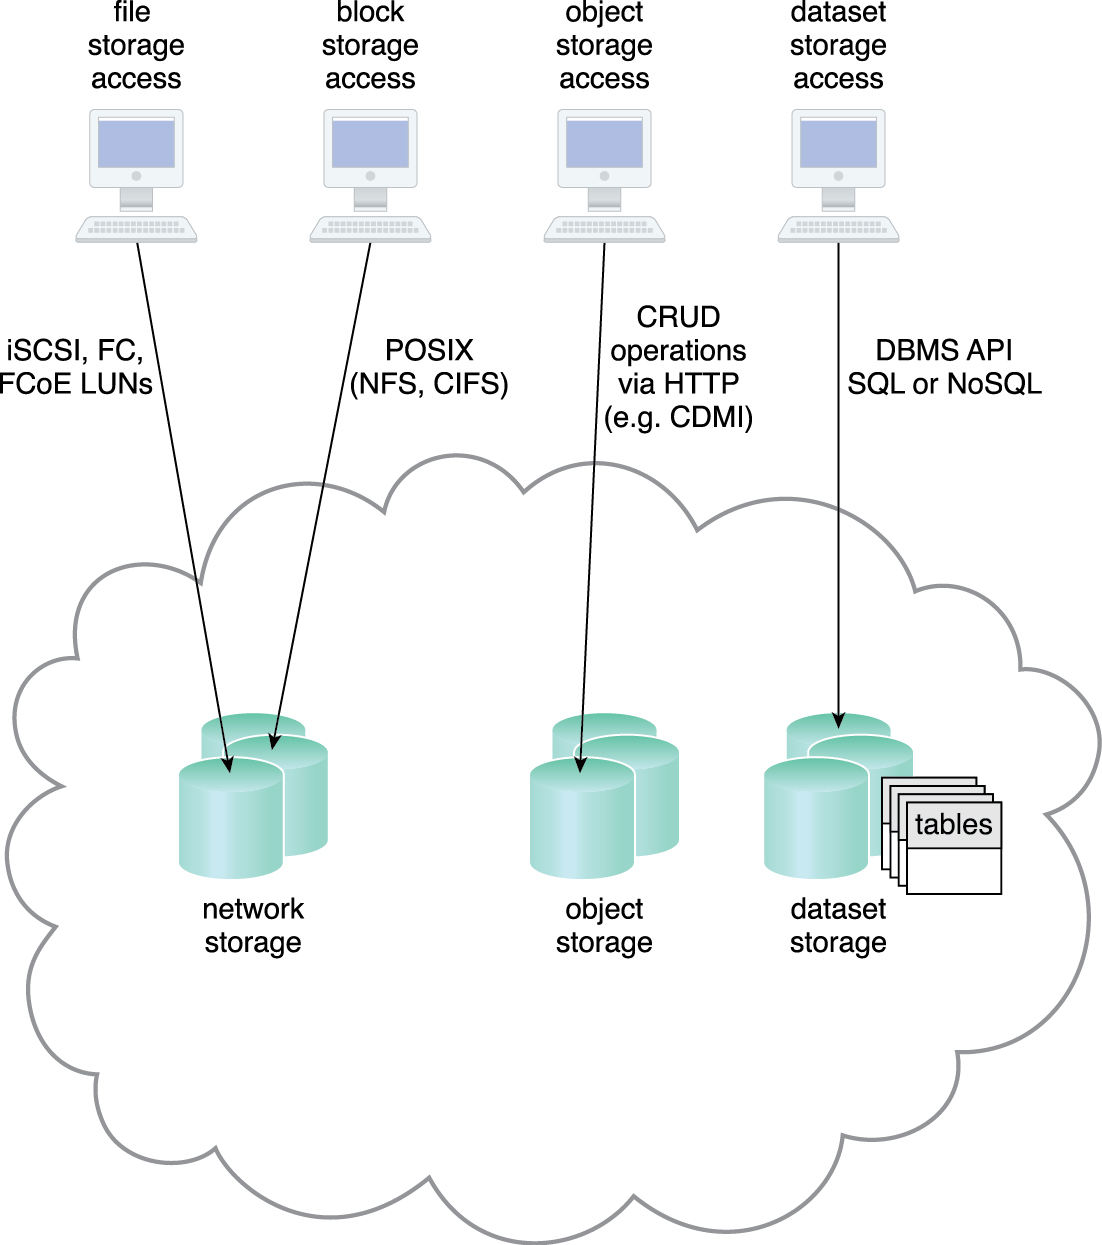 file
storage
access
block
storage
access
object
storage
access
dataset
storage
access
iSCSI, FC,
FCoE LUNs
POSIX
(NFS, CIFS)
CRUD
operations
via HTTP
(e.g. CDMI)
DBMS API
SQL or NoSQL
tables
network
storage
object
storage
dataset
storage